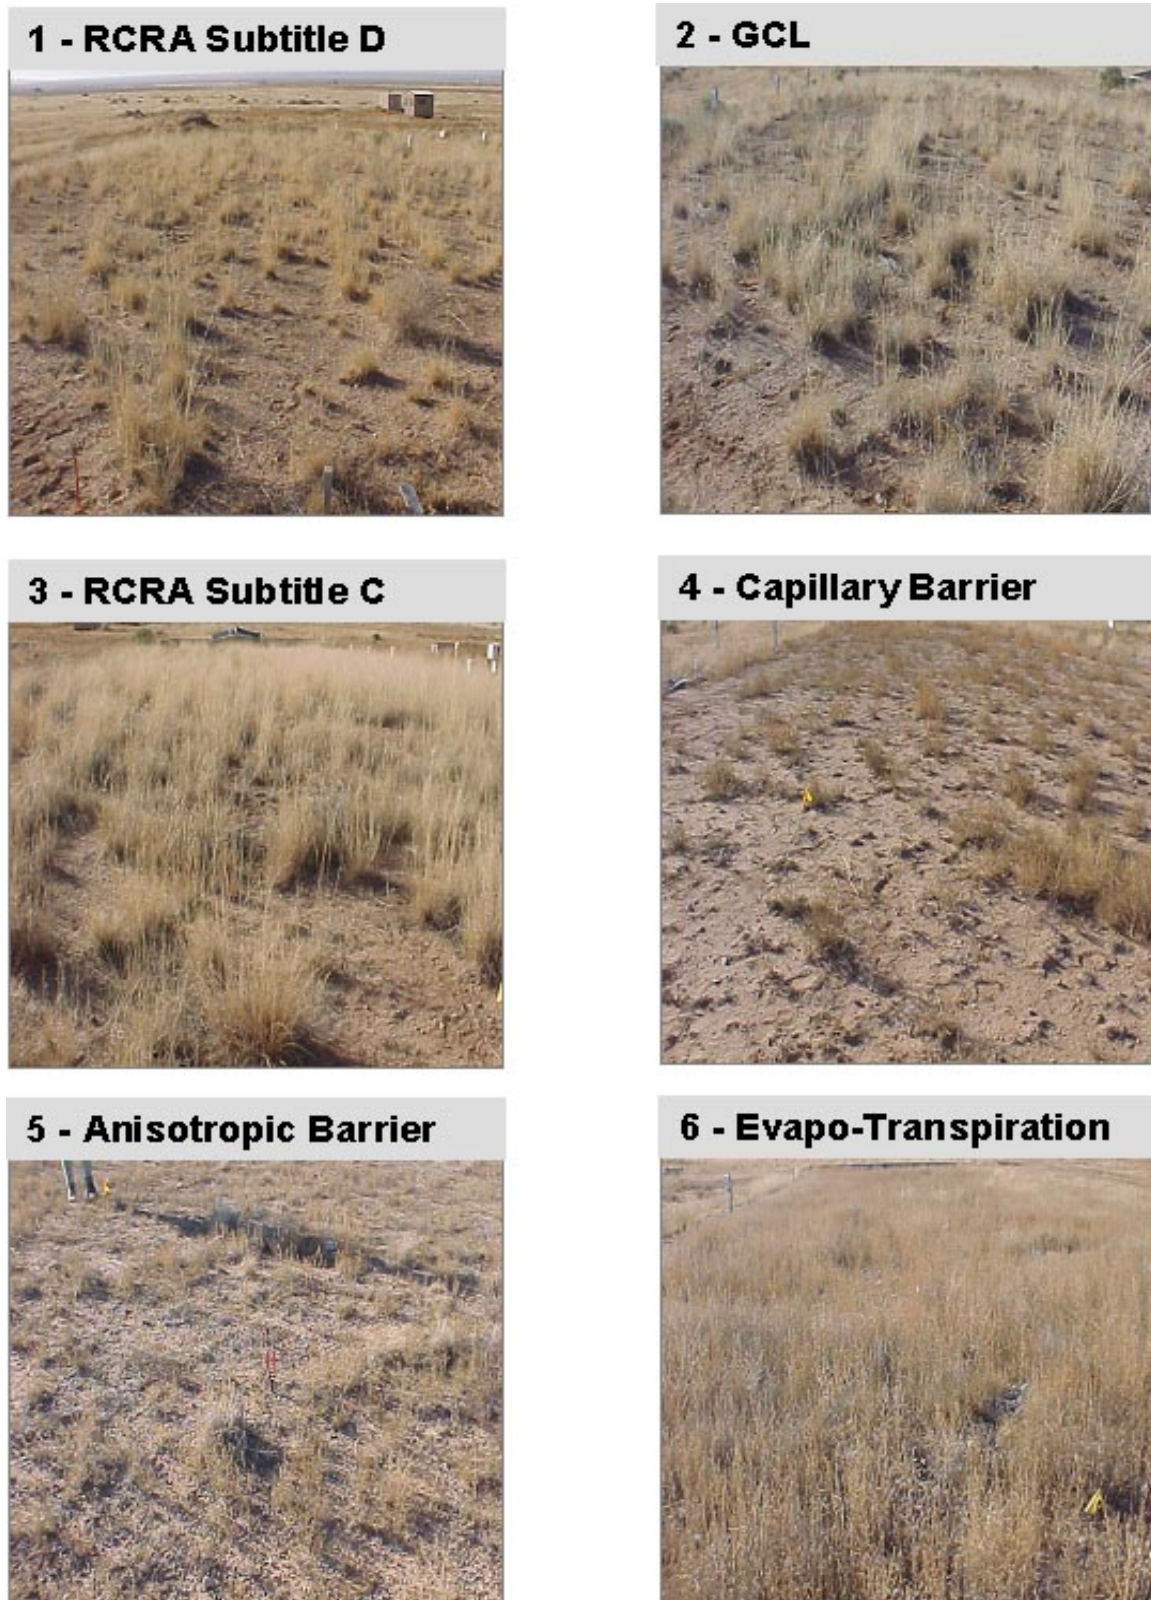 1 - RCRA Subtitle D
2 - GCL
3 - RCRA Subtitle C
4 - Capillary Barrier
5 - Anisotropic Barrier
6 - Evapo-Transpiration